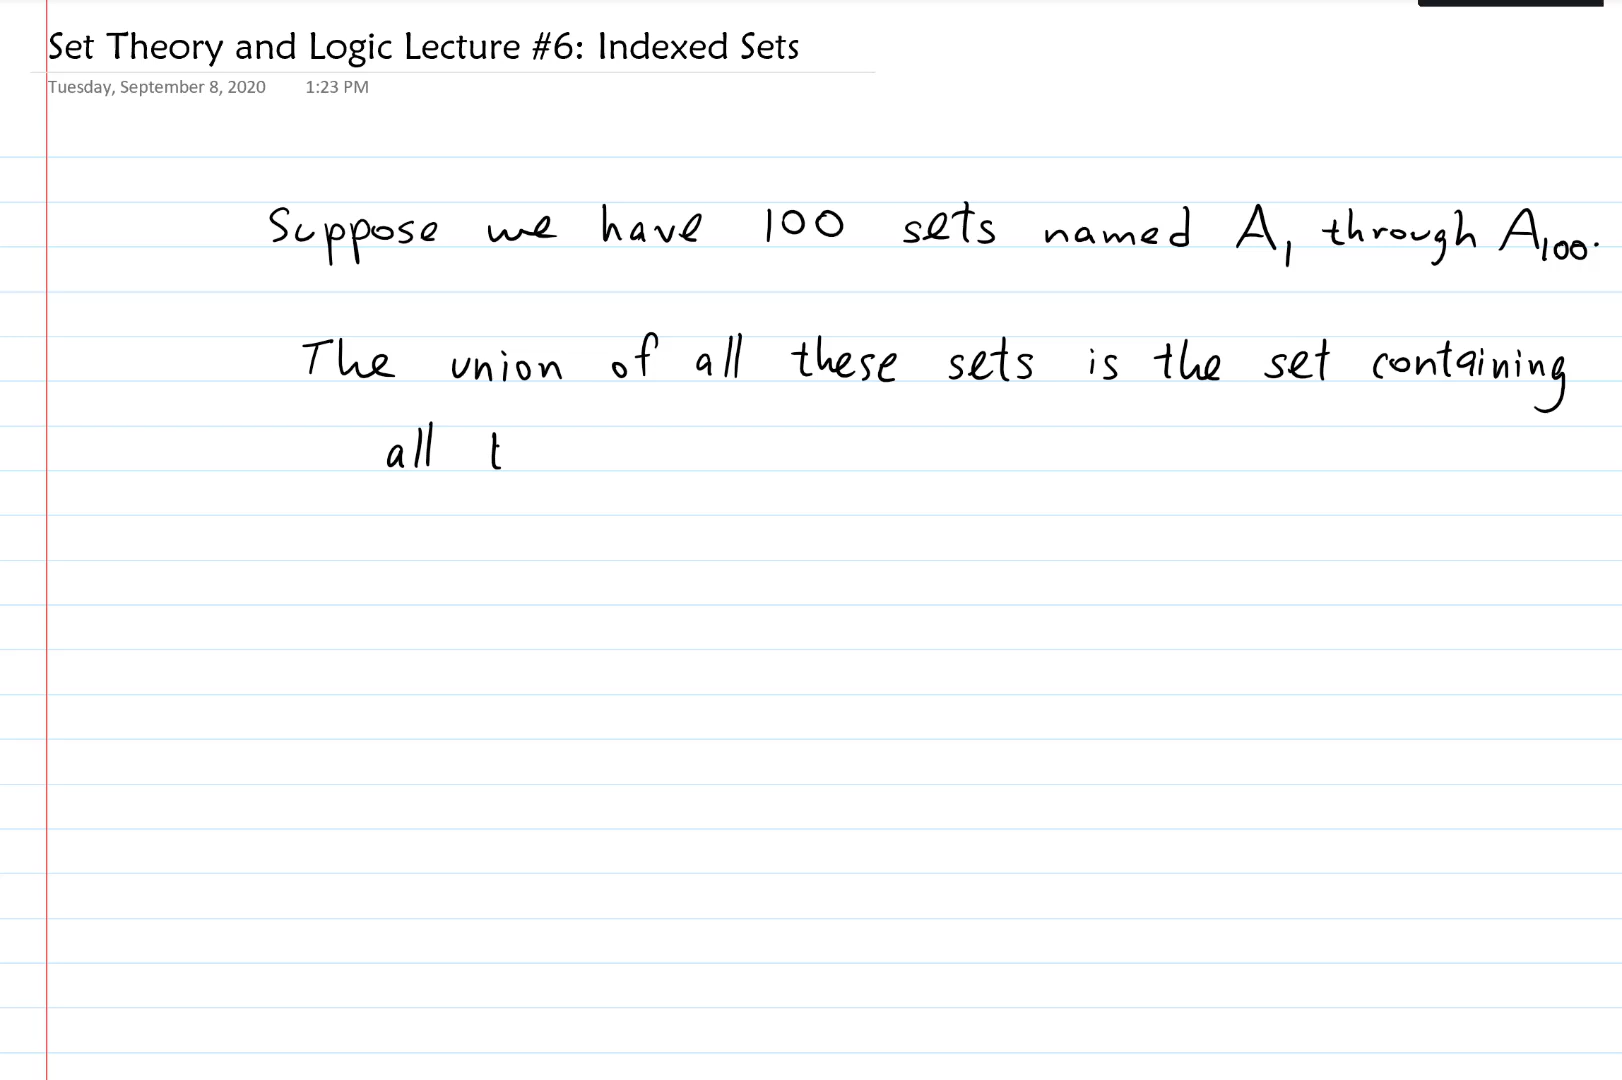 Set Theory and Logic Lecture #6: Indexed Sets
Tuesday, September 8, 2020 1:23 PM
Suppose we have 100 sets named A₁ through A₁₀₀.
The union of all these sets is the set containing
all t